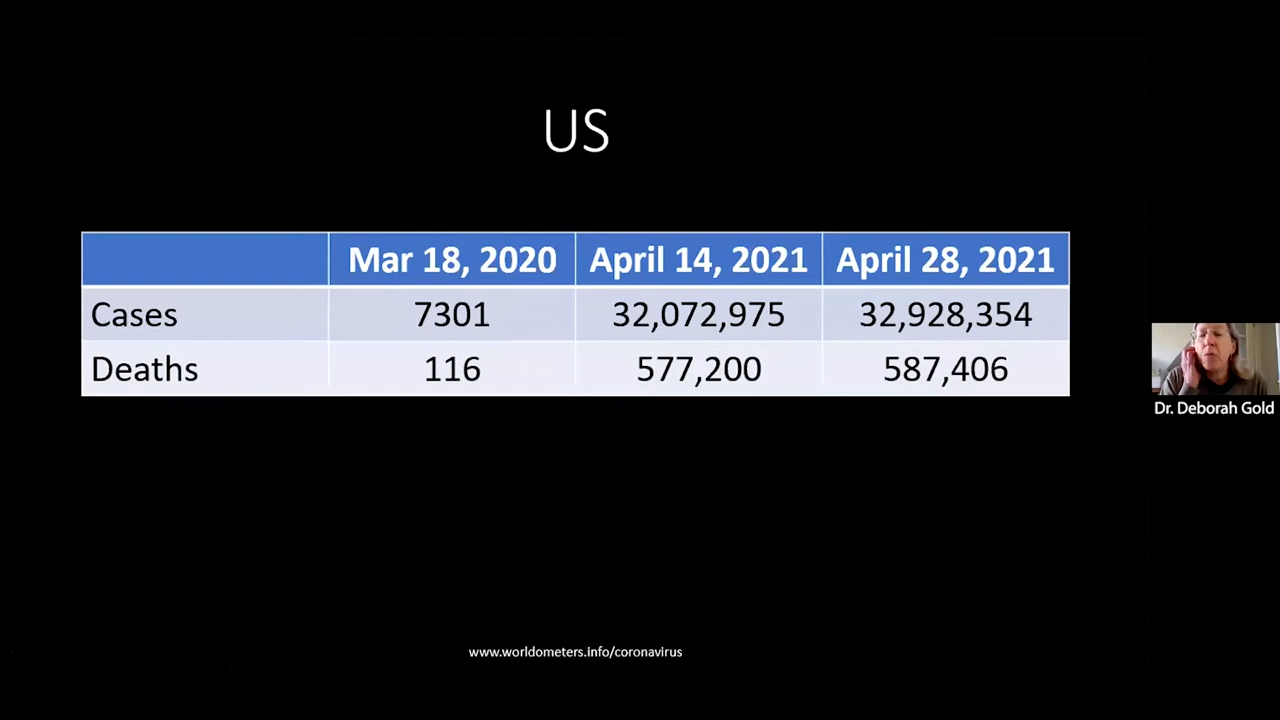 US
Mar 18, 2020 April 14, 2021 April 28, 2021
Cases 7301 32,072,975 32,928,354
Deaths 116 577,200 587,406
Dr. Deborah Gold
www.worldometers.info/coronavirus